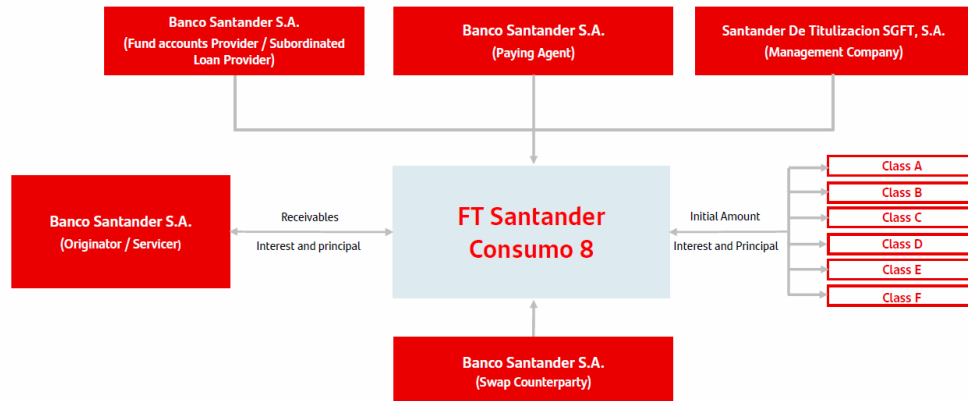 Banco Santander S.A.
(Fund accounts Provider / Subordinated
Loan Provider)
Banco Santander S.A.
(Paying Agent)
Santander De Titulizacion SGFT, S.A.
(Management Company)
Banco Santander S.A.
(Originator / Servicer)
Receivables
Interest and principal
FT Santander
Consumo 8
Initial Amount
Interest and Principal
Class A
Class B
Class C
Class D
Class E
Class F
Banco Santander S.A.
(Swap Counterparty)